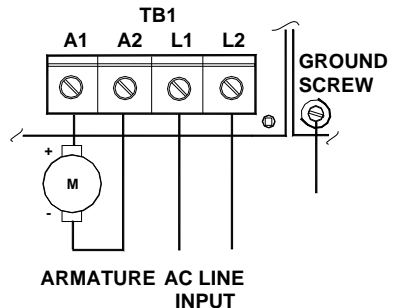 TB1
A1 A2 L1 L2
GROUND
SCREW
+
M
-
ARMATURE AC LINE
INPUT